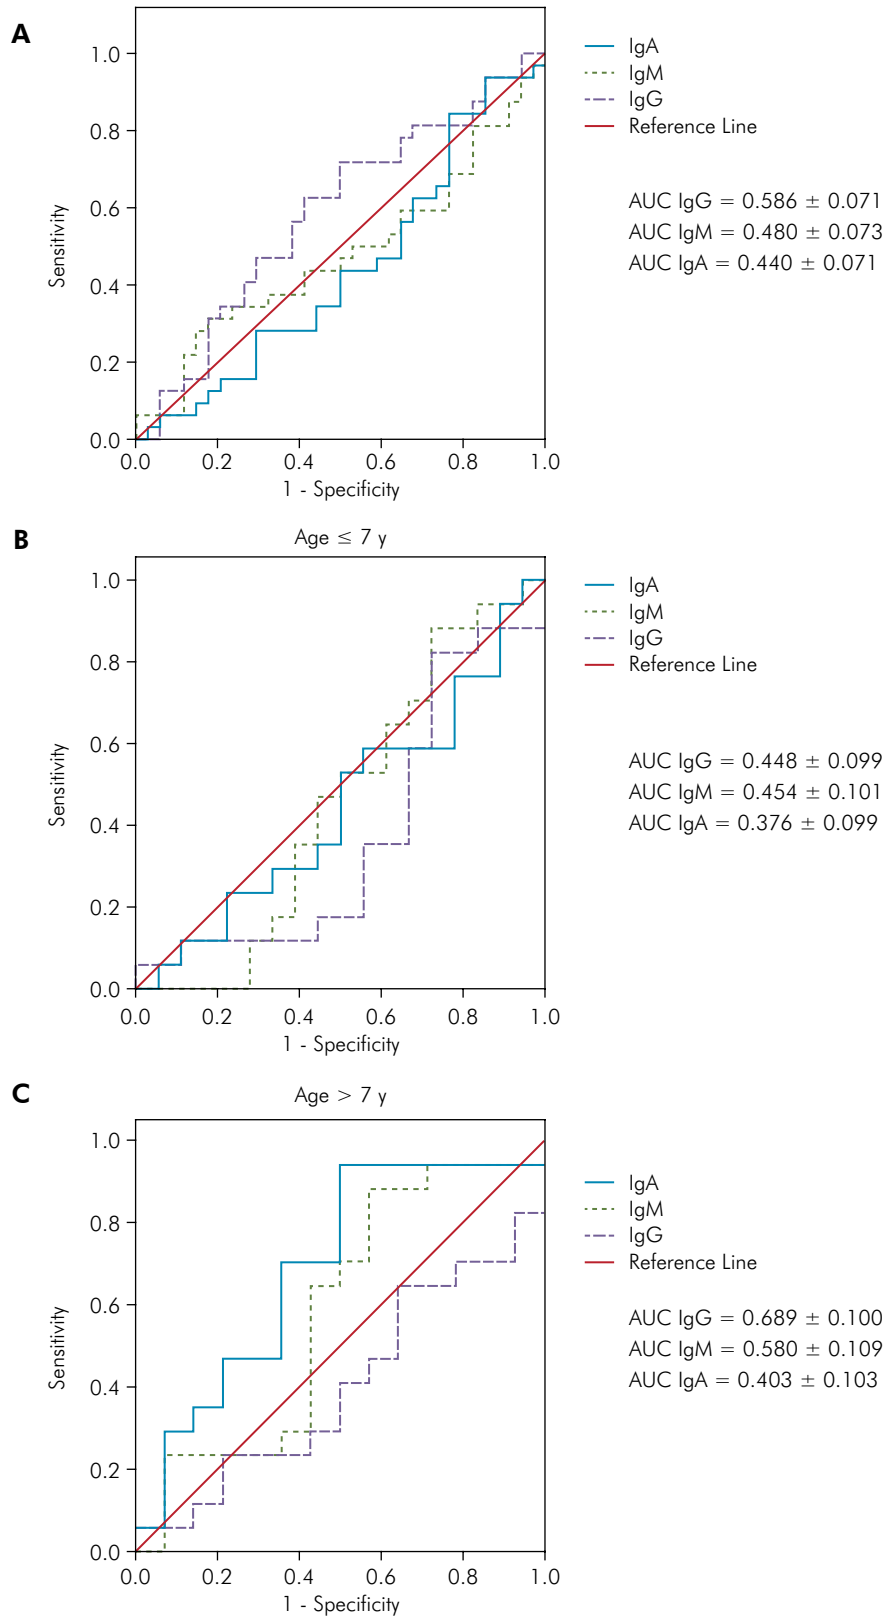 A
IgA
IgM
IgG
Reference Line
AUC IgG = 0.586 ± 0.071
AUC IgM = 0.480 ± 0.073
AUC IgA = 0.440 ± 0.071
Sensitivity
1.0
0.8
0.6
0.4
0.2
0.0
0.0 0.2 0.4 0.6 0.8 1.0
1 - Specificity
B
Age ≤ 7 y
IgA
IgM
IgG
Reference Line
AUC IgG = 0.448 ± 0.099
AUC IgM = 0.454 ± 0.101
AUC IgA = 0.376 ± 0.099
Sensitivity
1.0
0.8
0.6
0.4
0.2
0.0
0.0 0.2 0.4 0.6 0.8 1.0
1 - Specificity
C
Age > 7 y
IgA
IgM
IgG
Reference Line
AUC IgG = 0.689 ± 0.100
AUC IgM = 0.580 ± 0.109
AUC IgA = 0.403 ± 0.103
Sensitivity
1.0
0.8
0.6
0.4
0.2
0.0
0.0 0.2 0.4 0.6 0.8 1.0
1 - Specificity